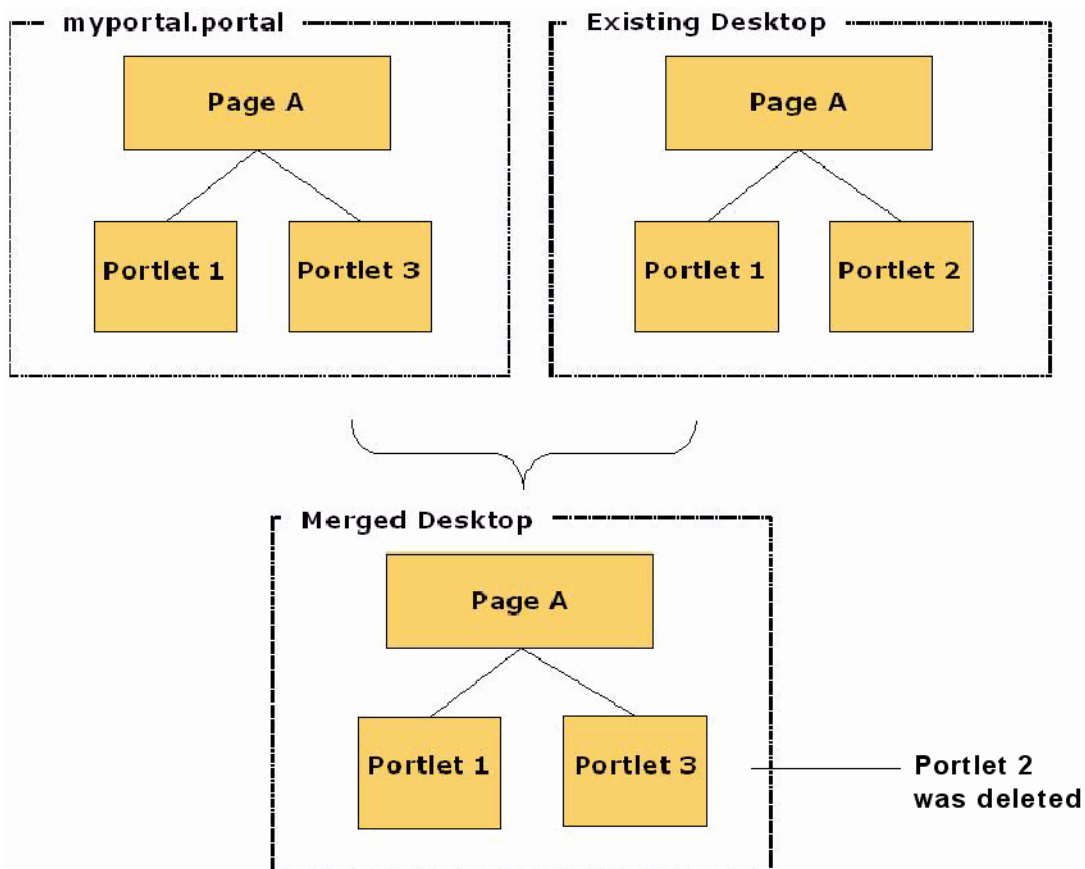 myportal.portal
Page A
Portlet 1
Portlet 3
Existing Desktop
Page A
Portlet 1
Portlet 2
Merged Desktop
Page A
Portlet 1
Portlet 3
Portlet 2
was deleted